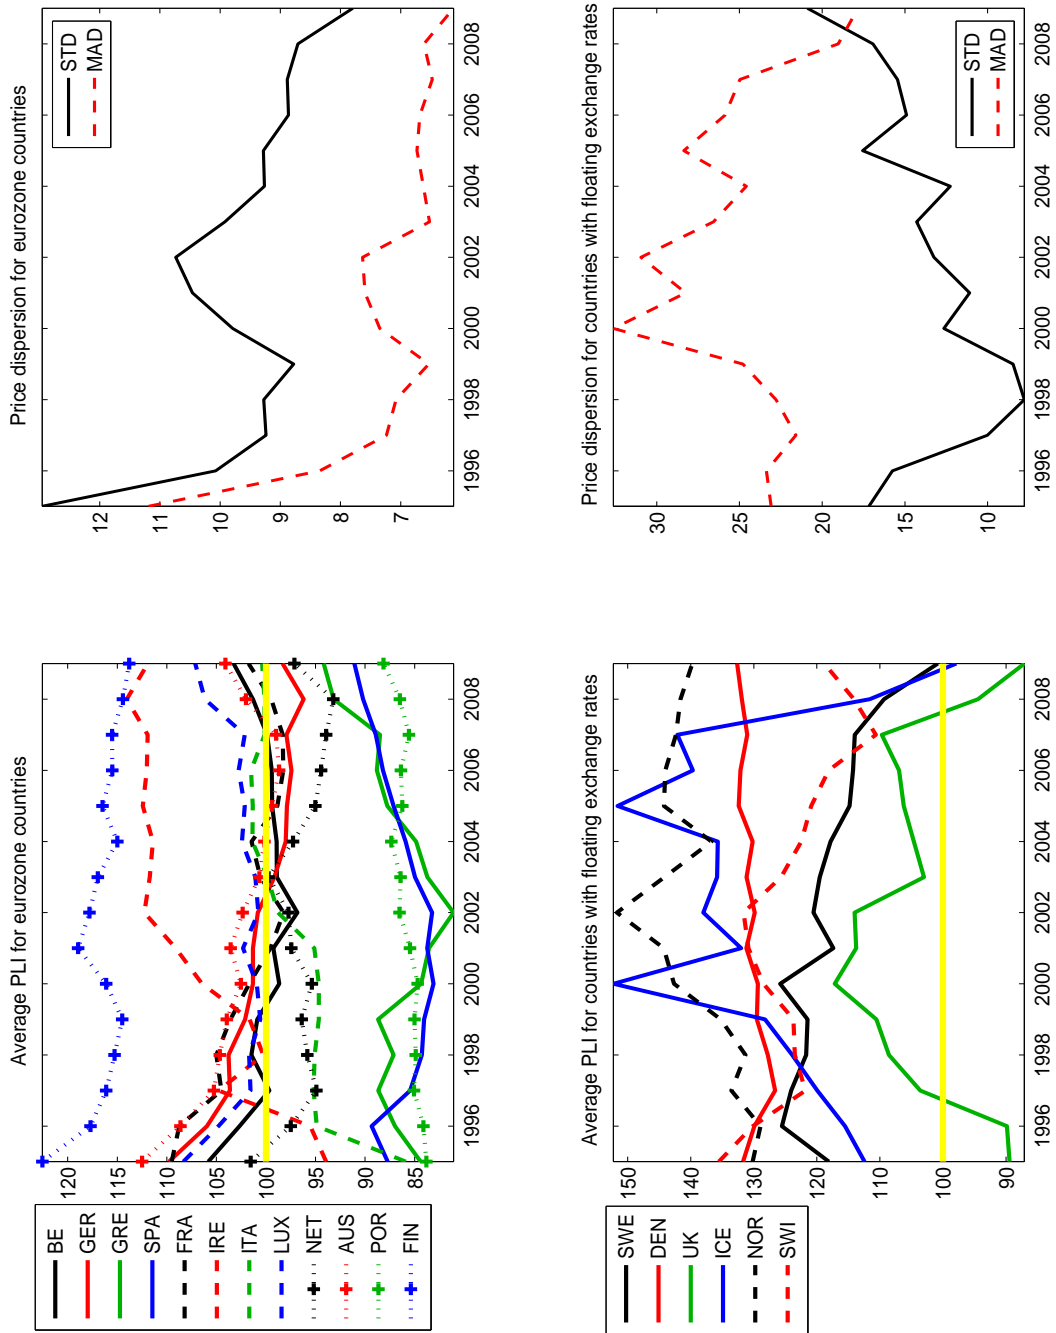 Average PLI for eurozone countries
BE
GER
GRE
SPA
FRA
IRE
ITA
LUX
NET
AUS
POR
FIN
120
115
110
105
100
95
90
85
1996 1998 2000 2002 2004 2006 2008
Price dispersion for eurozone countries
STD
MAD
12
11
10
9
8
7
1996 1998 2000 2002 2004 2006 2008
Average PLI for countries with floating exchange rates
SWE
DEN
UK
ICE
NOR
SWI
150
140
130
120
110
100
90
1996 1998 2000 2002 2004 2006 2008
Price dispersion for countries with floating exchange rates
30
25
20
15
10
STD
MAD
1996 1998 2000 2002 2004 2006 2008